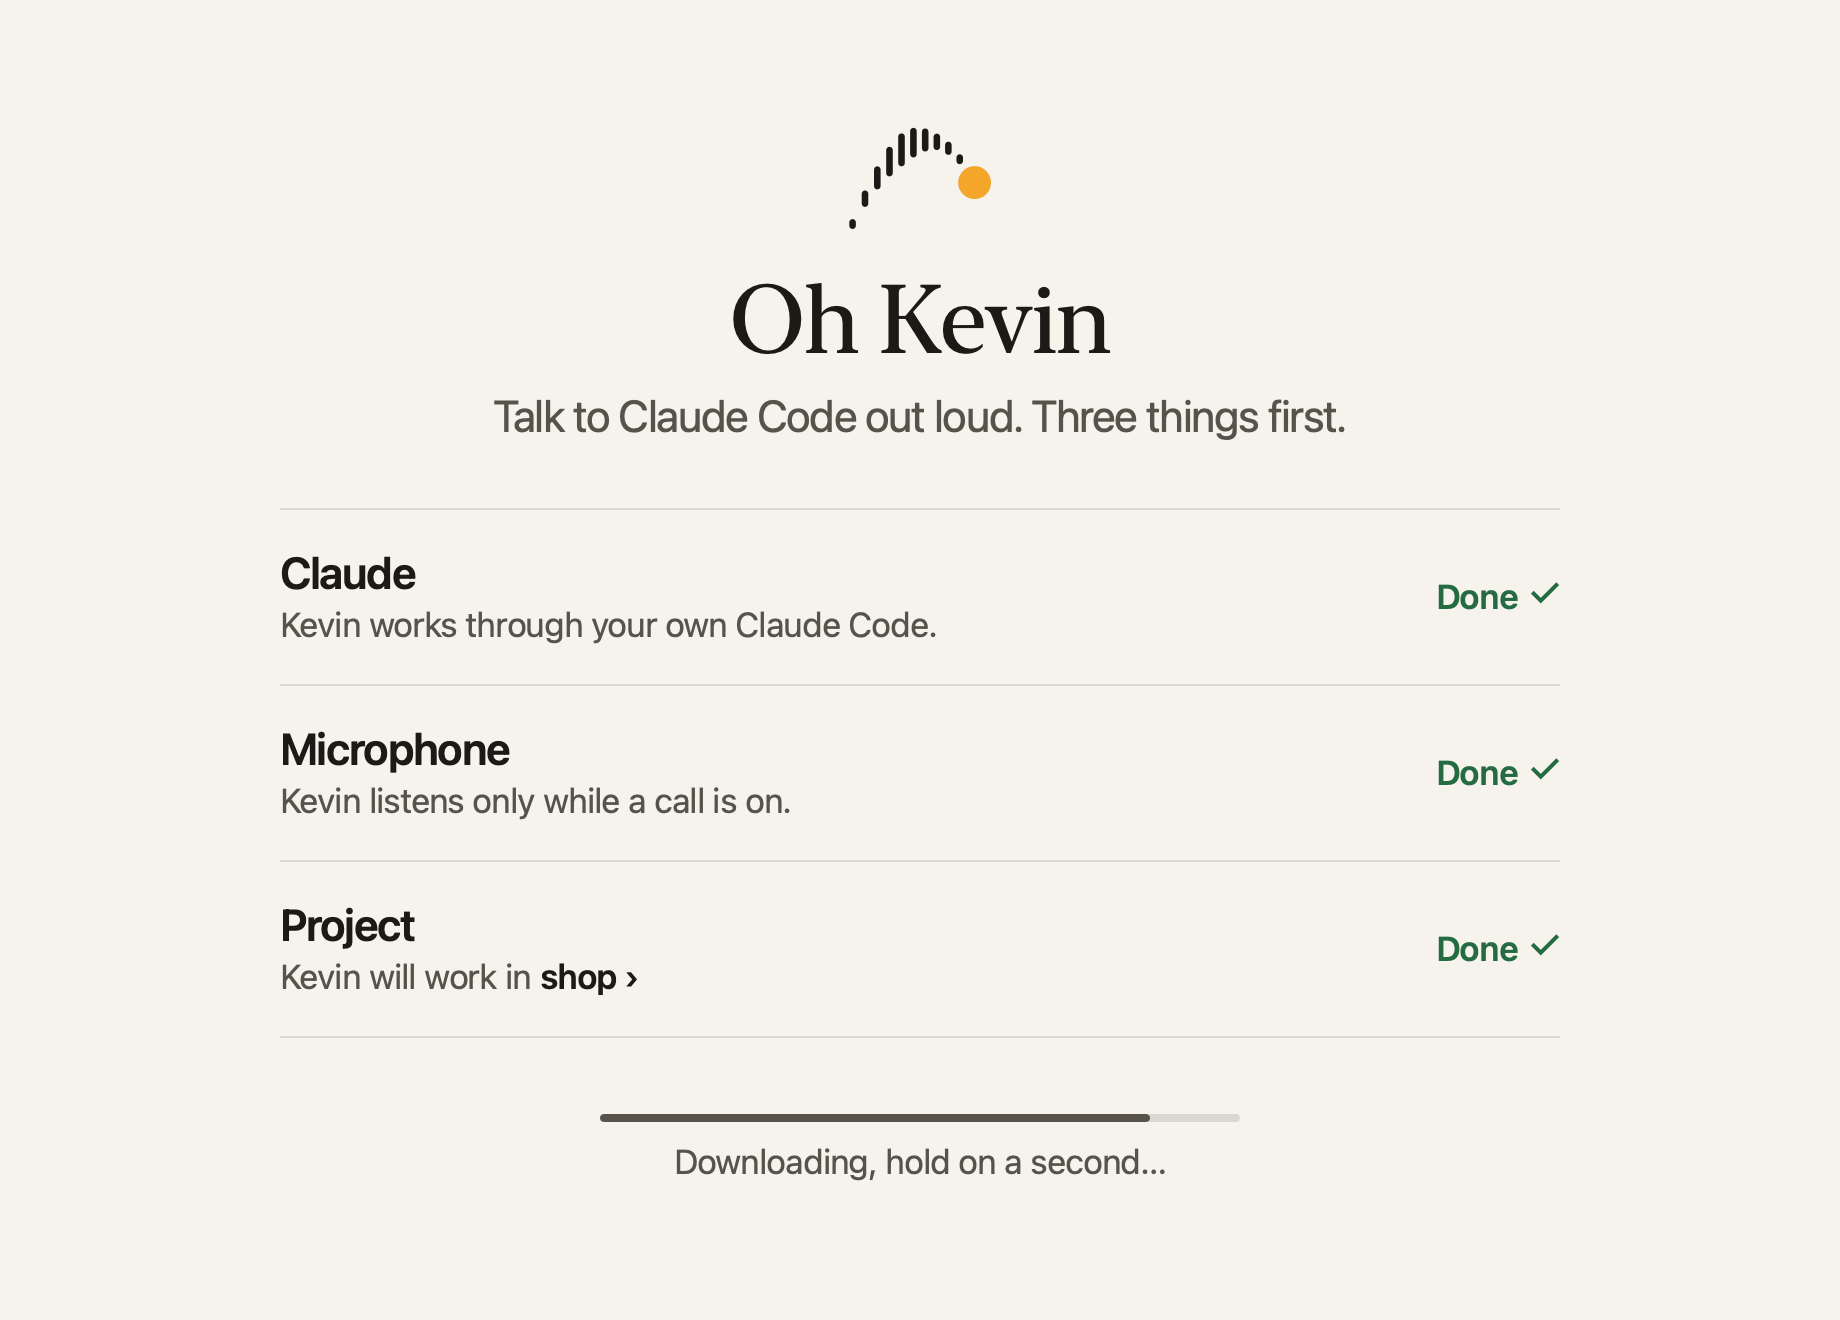 Oh Kevin
Talk to Claude Code out loud. Three things first.
Claude
Kevin works through your own Claude Code.
Done ✓
Microphone
Kevin listens only while a call is on.
Done ✓
Project
Kevin will work in shop ›
Done ✓
Downloading, hold on a second...